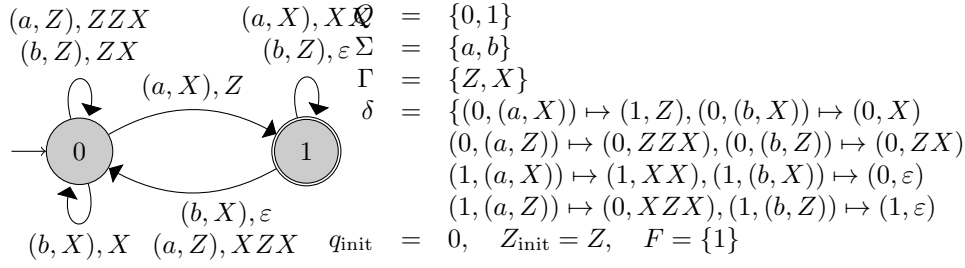 (a, Z), ZZX
(b, Z), ZX
(a, X), XX
(b, Z), ε
(a, X), Z
0
1
(b, X), ε
(b, X), X
(a, Z), XZX
Q = {0, 1}
Σ = {a, b}
Γ = {Z, X}
δ = {(0, (a, X)) ↦ (1, Z), (0, (b, X)) ↦ (0, X)
(0, (a, Z)) ↦ (0, ZZX), (0, (b, Z)) ↦ (0, ZX)
(1, (a, X)) ↦ (1, XX), (1, (b, X)) ↦ (0, ε)
(1, (a, Z)) ↦ (0, XZX), (1, (b, Z)) ↦ (1, ε)
q_init = 0, Z_init = Z, F = {1}